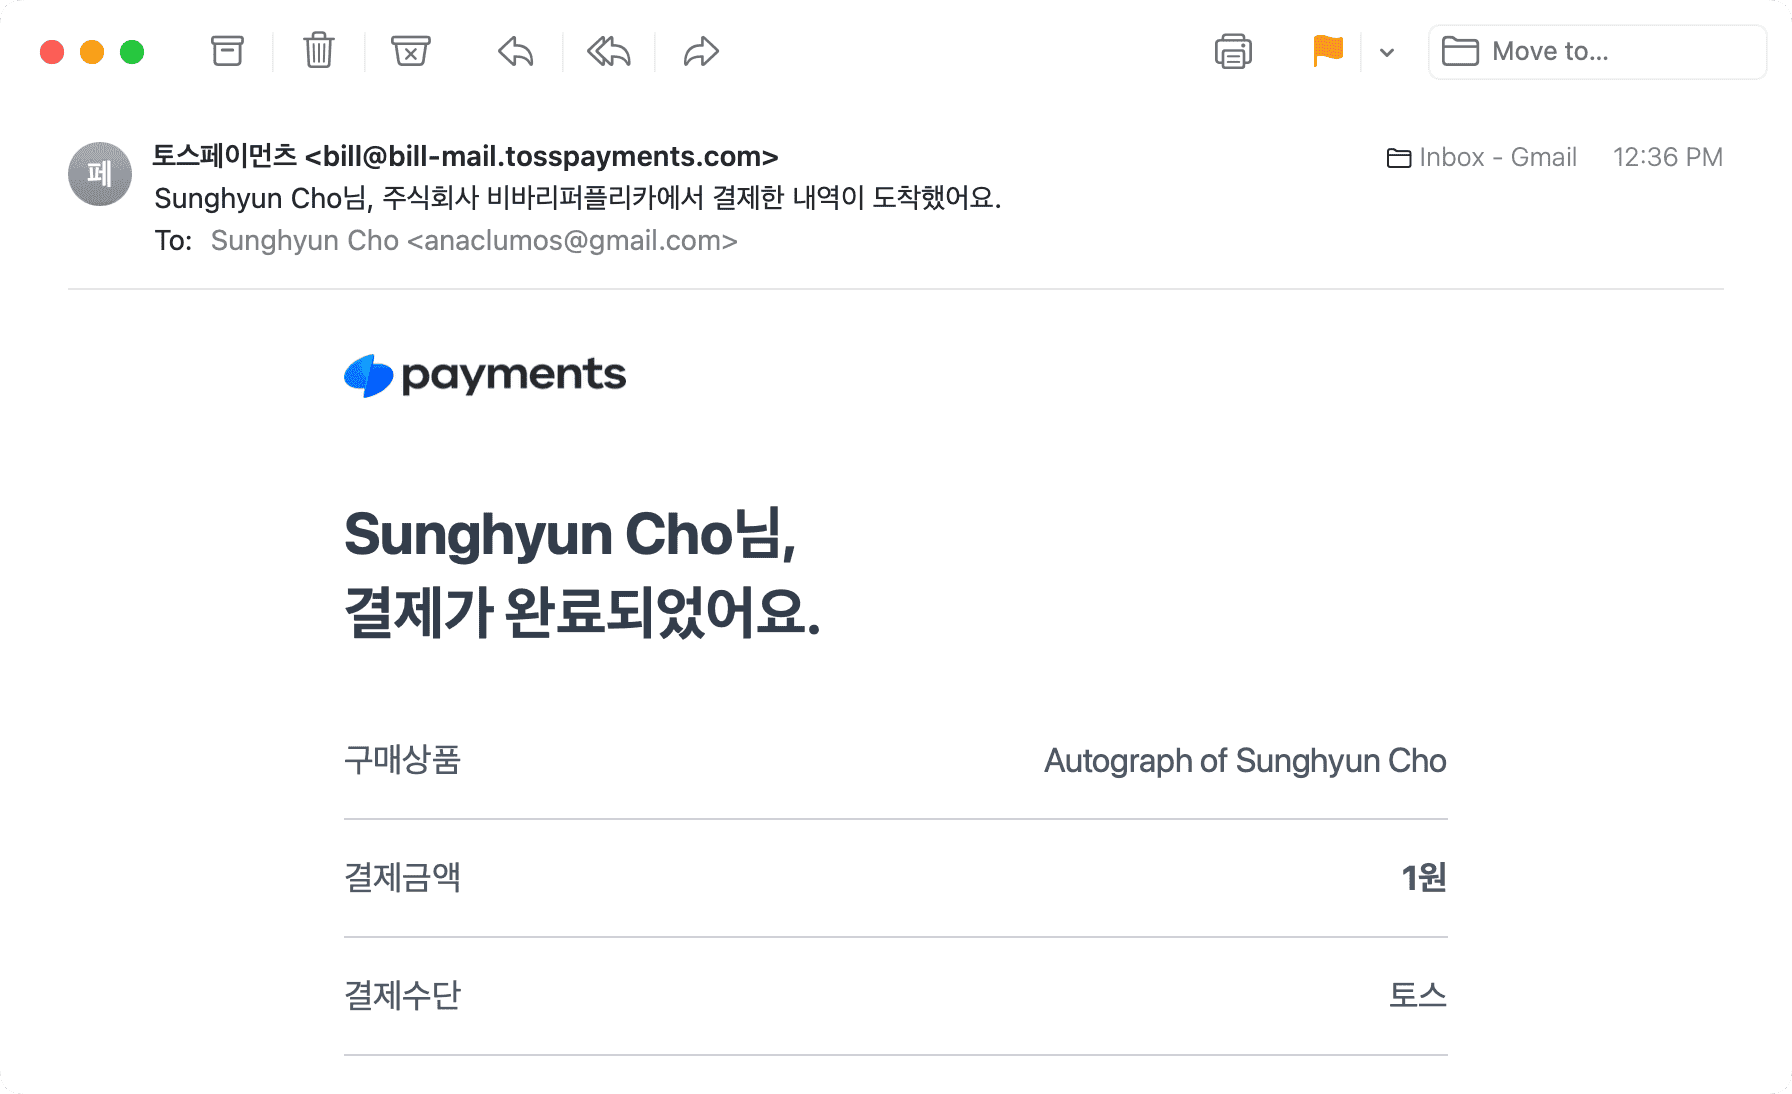 Move to...
페
토스페이먼츠 <bill@bill-mail.tosspayments.com>
Inbox - Gmail 12:36 PM
Sunghyun Cho님, 주식회사 비바리퍼플리카에서 결제한 내역이 도착했어요.
To: Sunghyun Cho <anaclumos@gmail.com>
payments
Sunghyun Cho님,
결제가 완료되었어요.
구매상품 Autograph of Sunghyun Cho
결제금액 1원
결제수단 토스